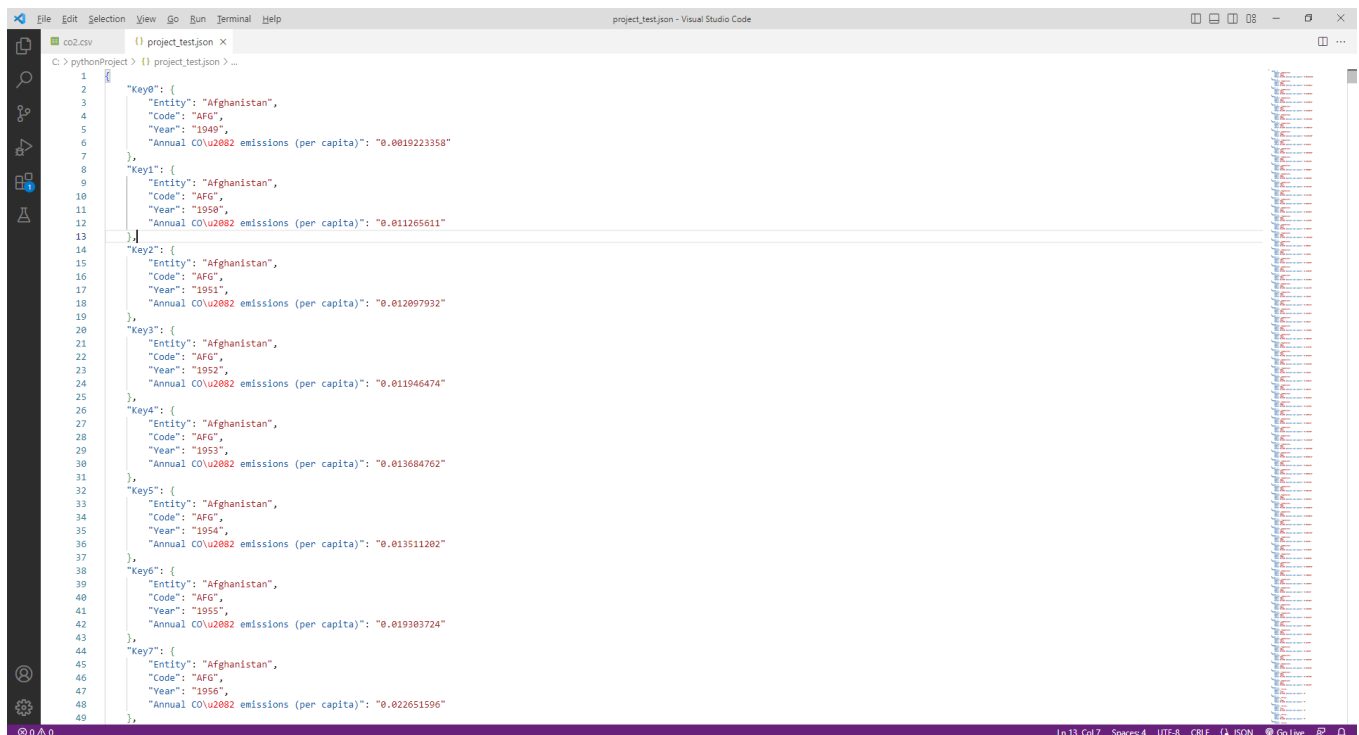 File Edit Selection View Go Run Terminal Help project_test.json - Visual Studio Code
co2.csv {} project_test.json
C: > pythonProject > {} project_test.json > ...
1 {
2 "Key0": {
3 "Entity": "Afghanistan",
4 "Code": "AFG",
5 "Year": "1949",
6 "Annual CO\u2082 emissions (per capita)": "0.0019223358"
7 },
8 "Key1": {
9 "Entity": "Afghanistan",
10 "Code": "AFG",
11 "Year": "1950",
12 "Annual CO\u2082 emissions (per capita)": "0.011265611"
13 },
14 "Key2": {
15 "Entity": "Afghanistan",
16 "Code": "AFG",
17 "Year": "1951",
18 "Annual CO\u2082 emissions (per capita)": "0.012097932"
19 },
20 "Key3": {
21 "Entity": "Afghanistan",
22 "Code": "AFG",
23 "Year": "1952",
24 "Annual CO\u2082 emissions (per capita)": "0.011946474"
25 },
26 "Key4": {
27 "Entity": "Afghanistan",
28 "Code": "AFG",
29 "Year": "1953",
30 "Annual CO\u2082 emissions (per capita)": "0.013684762"
31 },
32 "Key5": {
33 "Entity": "Afghanistan",
34 "Code": "AFG",
35 "Year": "1954",
36 "Annual CO\u2082 emissions (per capita)": "0.013511202"
37 },
38 "Key6": {
39 "Entity": "Afghanistan",
40 "Code": "AFG",
41 "Year": "1955",
42 "Annual CO\u2082 emissions (per capita)": "0.019303724"
43 },
44 "Key7": {
45 "Entity": "Afghanistan",
46 "Code": "AFG",
47 "Year": "1956",
48 "Annual CO\u2082 emissions (per capita)": "0.022651596"
49 },
0 0 Ln 13, Col 7 Spaces: 4 UTF-8 CRLF {} JSON Go Live